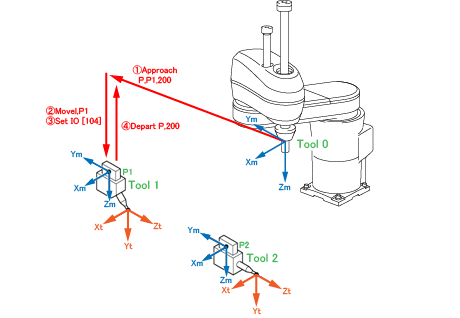 ①Approach
P,P1,200
②Movel,P1
③Set IO [104]
④Depart P,200
Ym
Tool 0
Xm
Zm
Ym
P1
Tool 1
Xm
Zm
Xt
Zt
Yt
Ym
P2
Xm
Tool 2
Zm
Xt
Zt
Yt